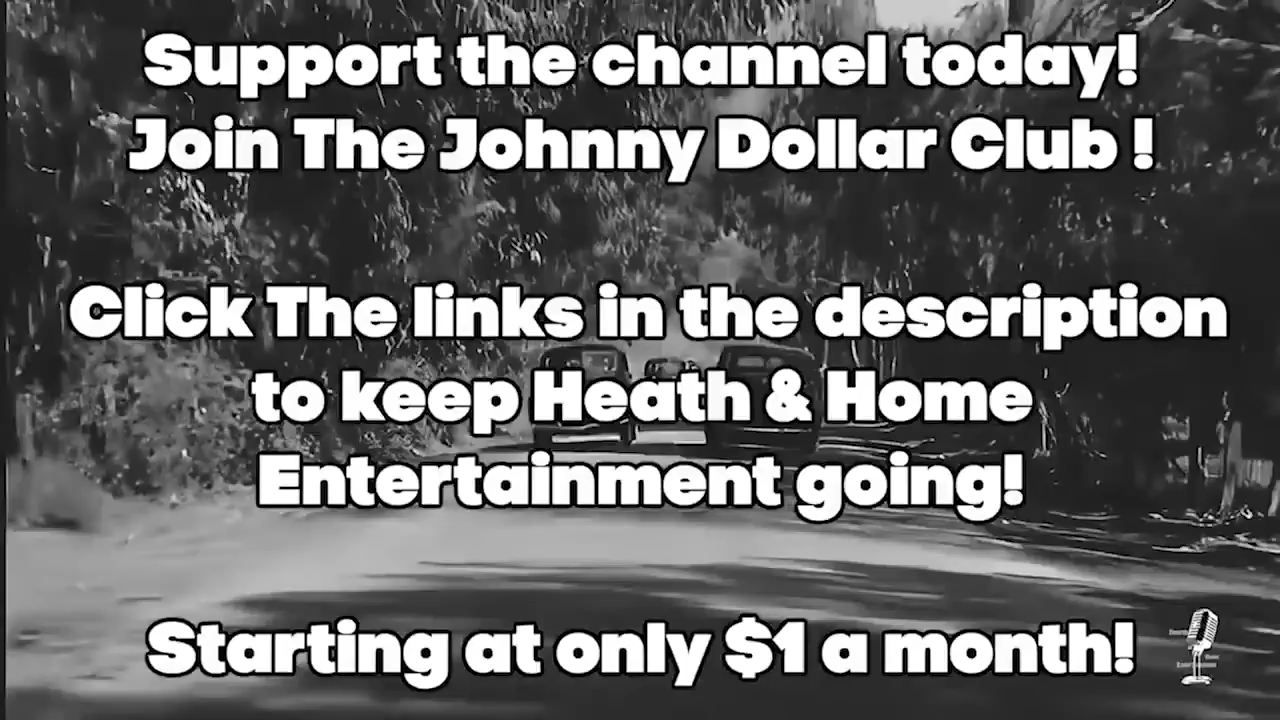 Support the channel today!
Join The Johnny Dollar Club !
Click The links in the description
to keep Heath & Home
Entertainment going!
Starting at only $1 a month!